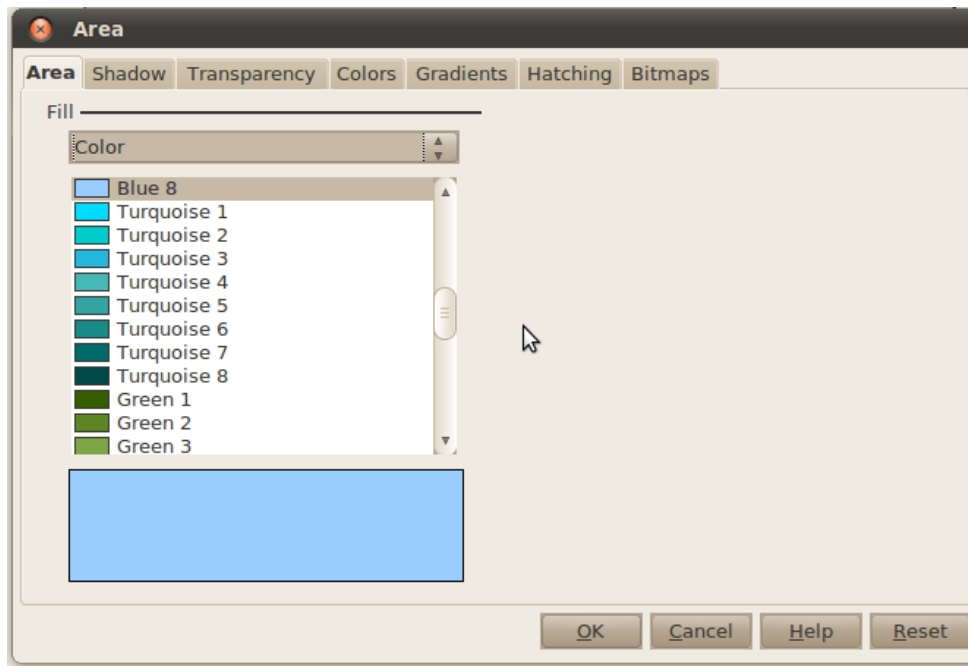 Area
Area Shadow Transparency Colors Gradients Hatching Bitmaps
Fill
Color
Blue 8
Turquoise 1
Turquoise 2
Turquoise 3
Turquoise 4
Turquoise 5
Turquoise 6
Turquoise 7
Turquoise 8
Green 1
Green 2
Green 3
OK Cancel Help Reset